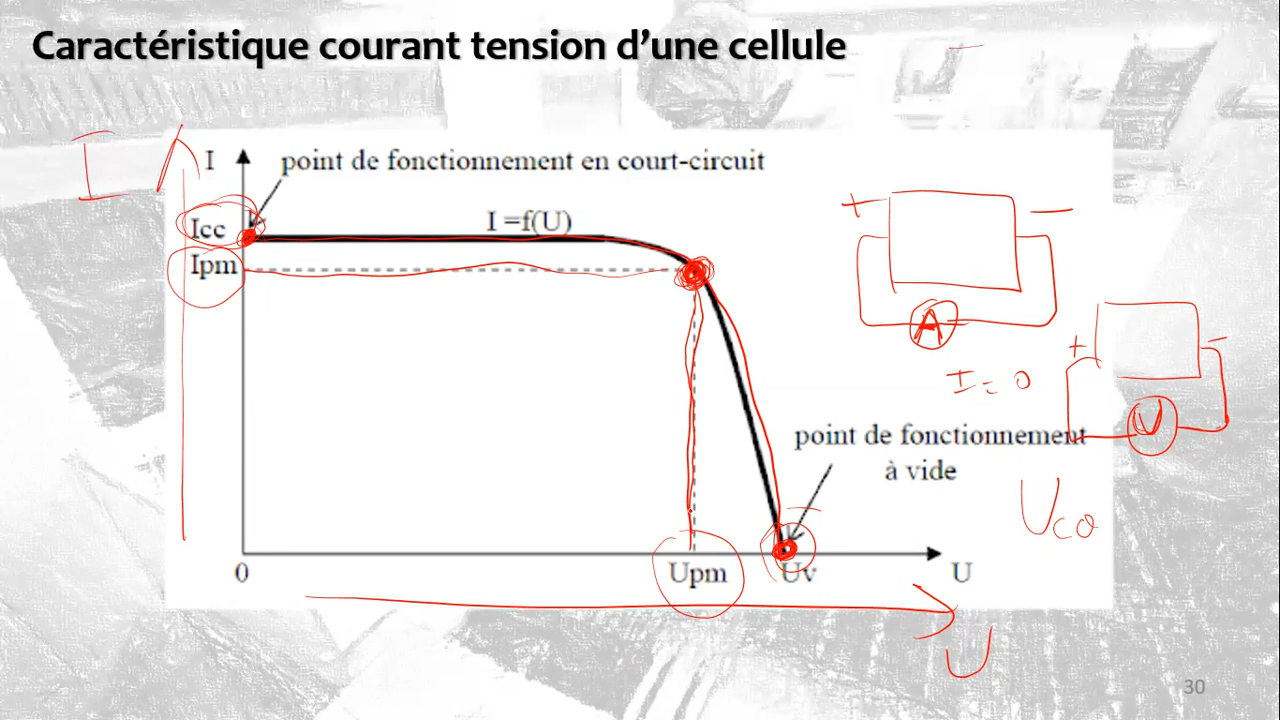 Caractéristique courant tension d’une cellule
I
I
point de fonctionnement en court-circuit
Icc
I =f(U)
Ipm
+
−
A
I = 0
+
−
V
point de fonctionnement
à vide
Uco
0
Upm
Uv
U
U
30